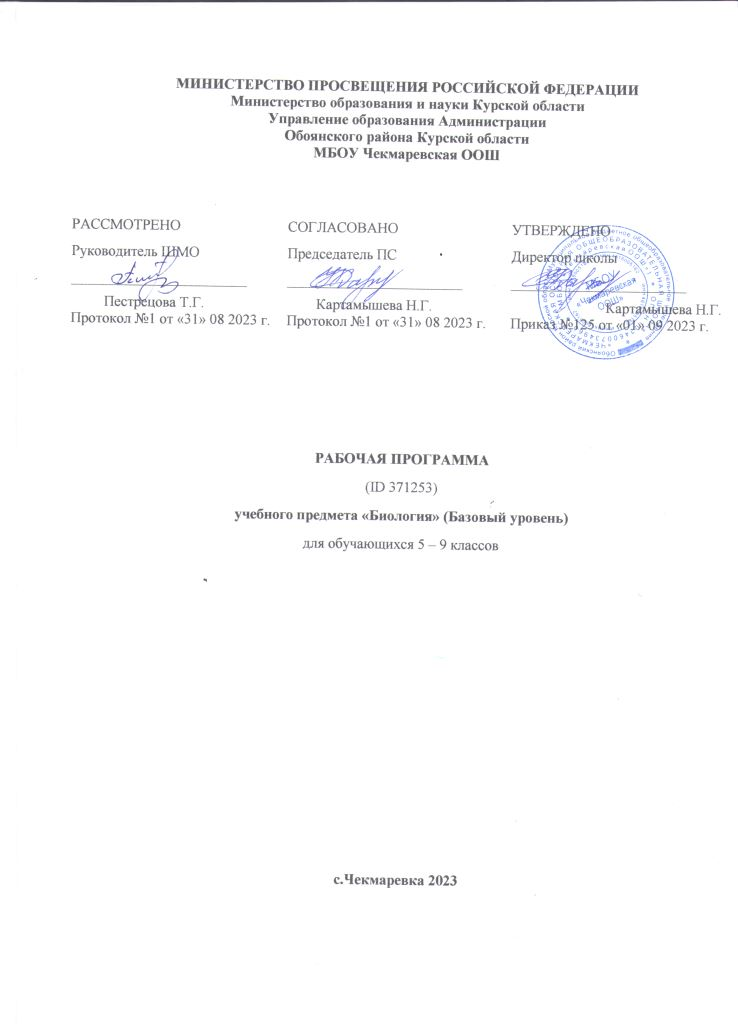 МИНИСТЕРСТВО ПРОСВЕЩЕНИЯ РОССИЙСКОЙ ФЕДЕРАЦИИ
Министерство образования и науки Курской области
Управление образования Администрации
Обоянского района Курской области
МБОУ Чекмаревская ООШ
РАССМОТРЕНО
Руководитель ШМО
Пестрецова Т.Г.
Протокол №1 от «31» 08 2023 г.
СОГЛАСОВАНО
Председатель ПС
Картамышева Н.Г.
Протокол №1 от «31» 08 2023 г.
УТВЕРЖДЕНО
Директор школы
Картамышева Н.Г.
Приказ №125 от «01» 09 2023 г.
МБОУ
«Чекмаревская
ООШ»
РАБОЧАЯ ПРОГРАММА
(ID 371253)
учебного предмета «Биология» (Базовый уровень)
для обучающихся 5 – 9 классов
с.Чекмаревка 2023